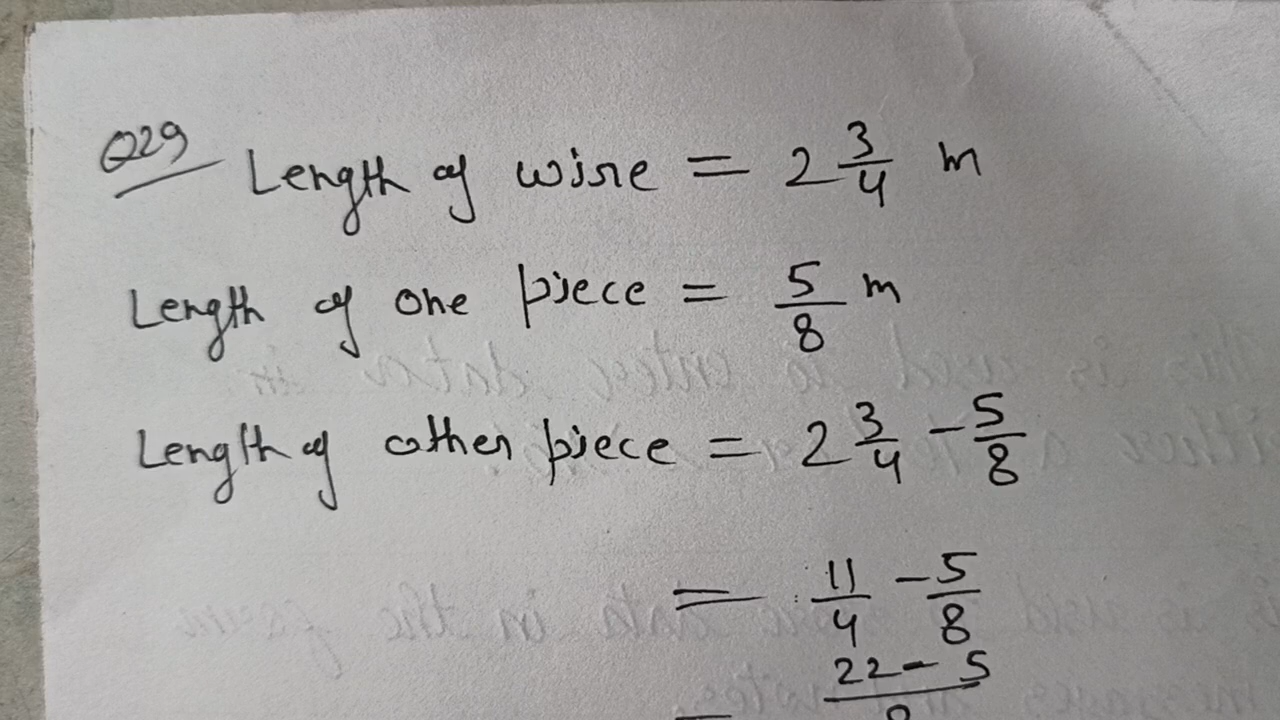 Q29 Length of wire = 2 3/4 m
Length of one piece = 5/8 m
Length of other piece = 2 3/4 - 5/8
= 11/4 - 5/8
= 22 - 5/8